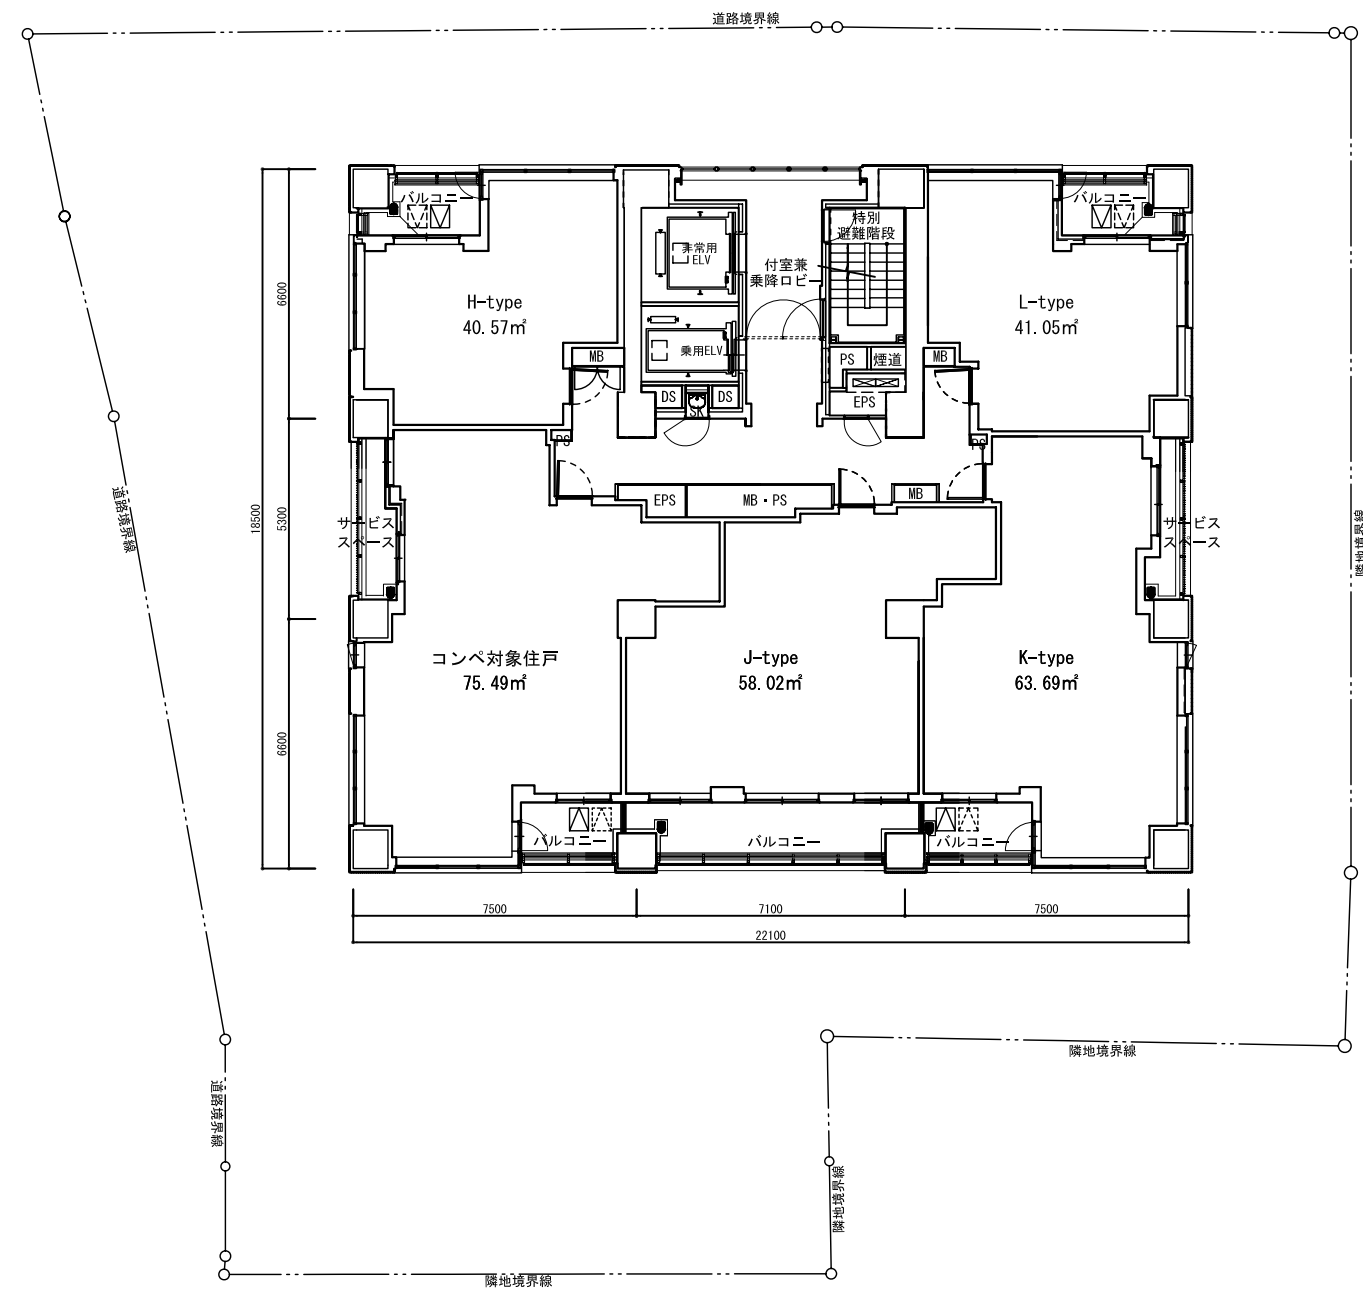 道路境界線
バルコニー
バルコニー
特別
避難階段
非常用
ELV
付室兼
乗降ロビー
H-type
40.57㎡
L-type
41.05㎡
6600
乗用ELV
MB
PS
煙道
MB
DS
SK
DS
EPS
PS
PS
EPS
MB・PS
MB
道路境界線
18500
5300
サービス
スペース
サービス
スペース
隣地境界線
コンペ対象住戸
75.49㎡
J-type
58.02㎡
K-type
63.69㎡
6600
バルコニー
バルコニー
バルコニー
7500
7100
7500
22100
隣地境界線
道路境界線
隣地境界線
隣地境界線